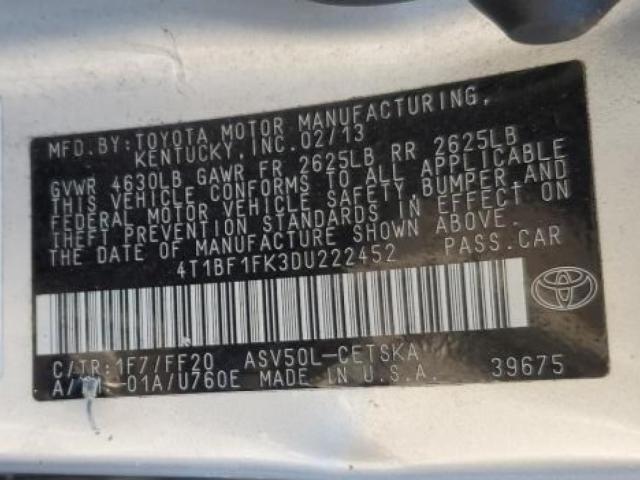 MFD.BY: TOYOTA MOTOR MANUFACTURING,
KENTUCKY, INC. 02/13
GVWR 4630LB GAWR FR 2625LB RR 2625LB
THIS VEHICLE CONFORMS TO ALL APPLICABLE
FEDERAL MOTOR VEHICLE SAFETY, BUMPER, AND
THEFT PREVENTION STANDARDS IN EFFECT ON
THE DATE OF MANUFACTURE SHOWN ABOVE.
4T1BF1FK3DU222452 PASS.CAR
C/TR:1F7/FF20 ASV50L-CETSKA
-01A/U760E MADE IN U.S.A. 39675